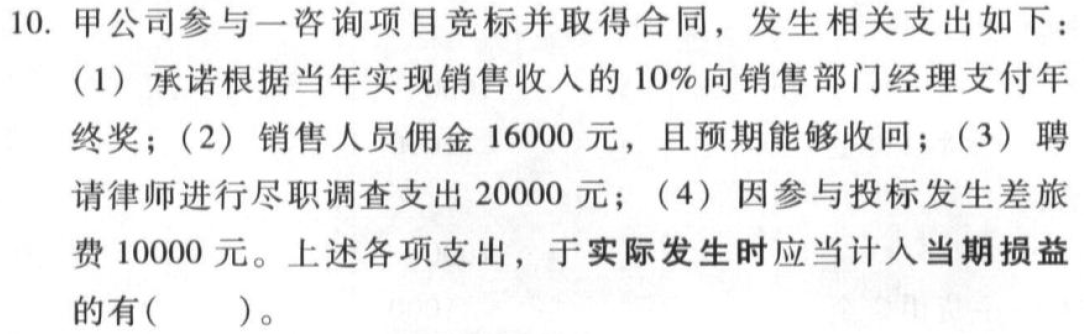 10. 甲公司参与一咨询项目竞标并取得合同，发生相关支出如下：
（1）承诺根据当年实现销售收入的 10%向销售部门经理支付年
终奖；（2）销售人员佣金 16000 元，且预期能够收回；（3）聘
请律师进行尽职调查支出 20000 元；（4）因参与投标发生差旅
费 10000 元。上述各项支出，于实际发生时应当计入当期损益
的有(　　)。